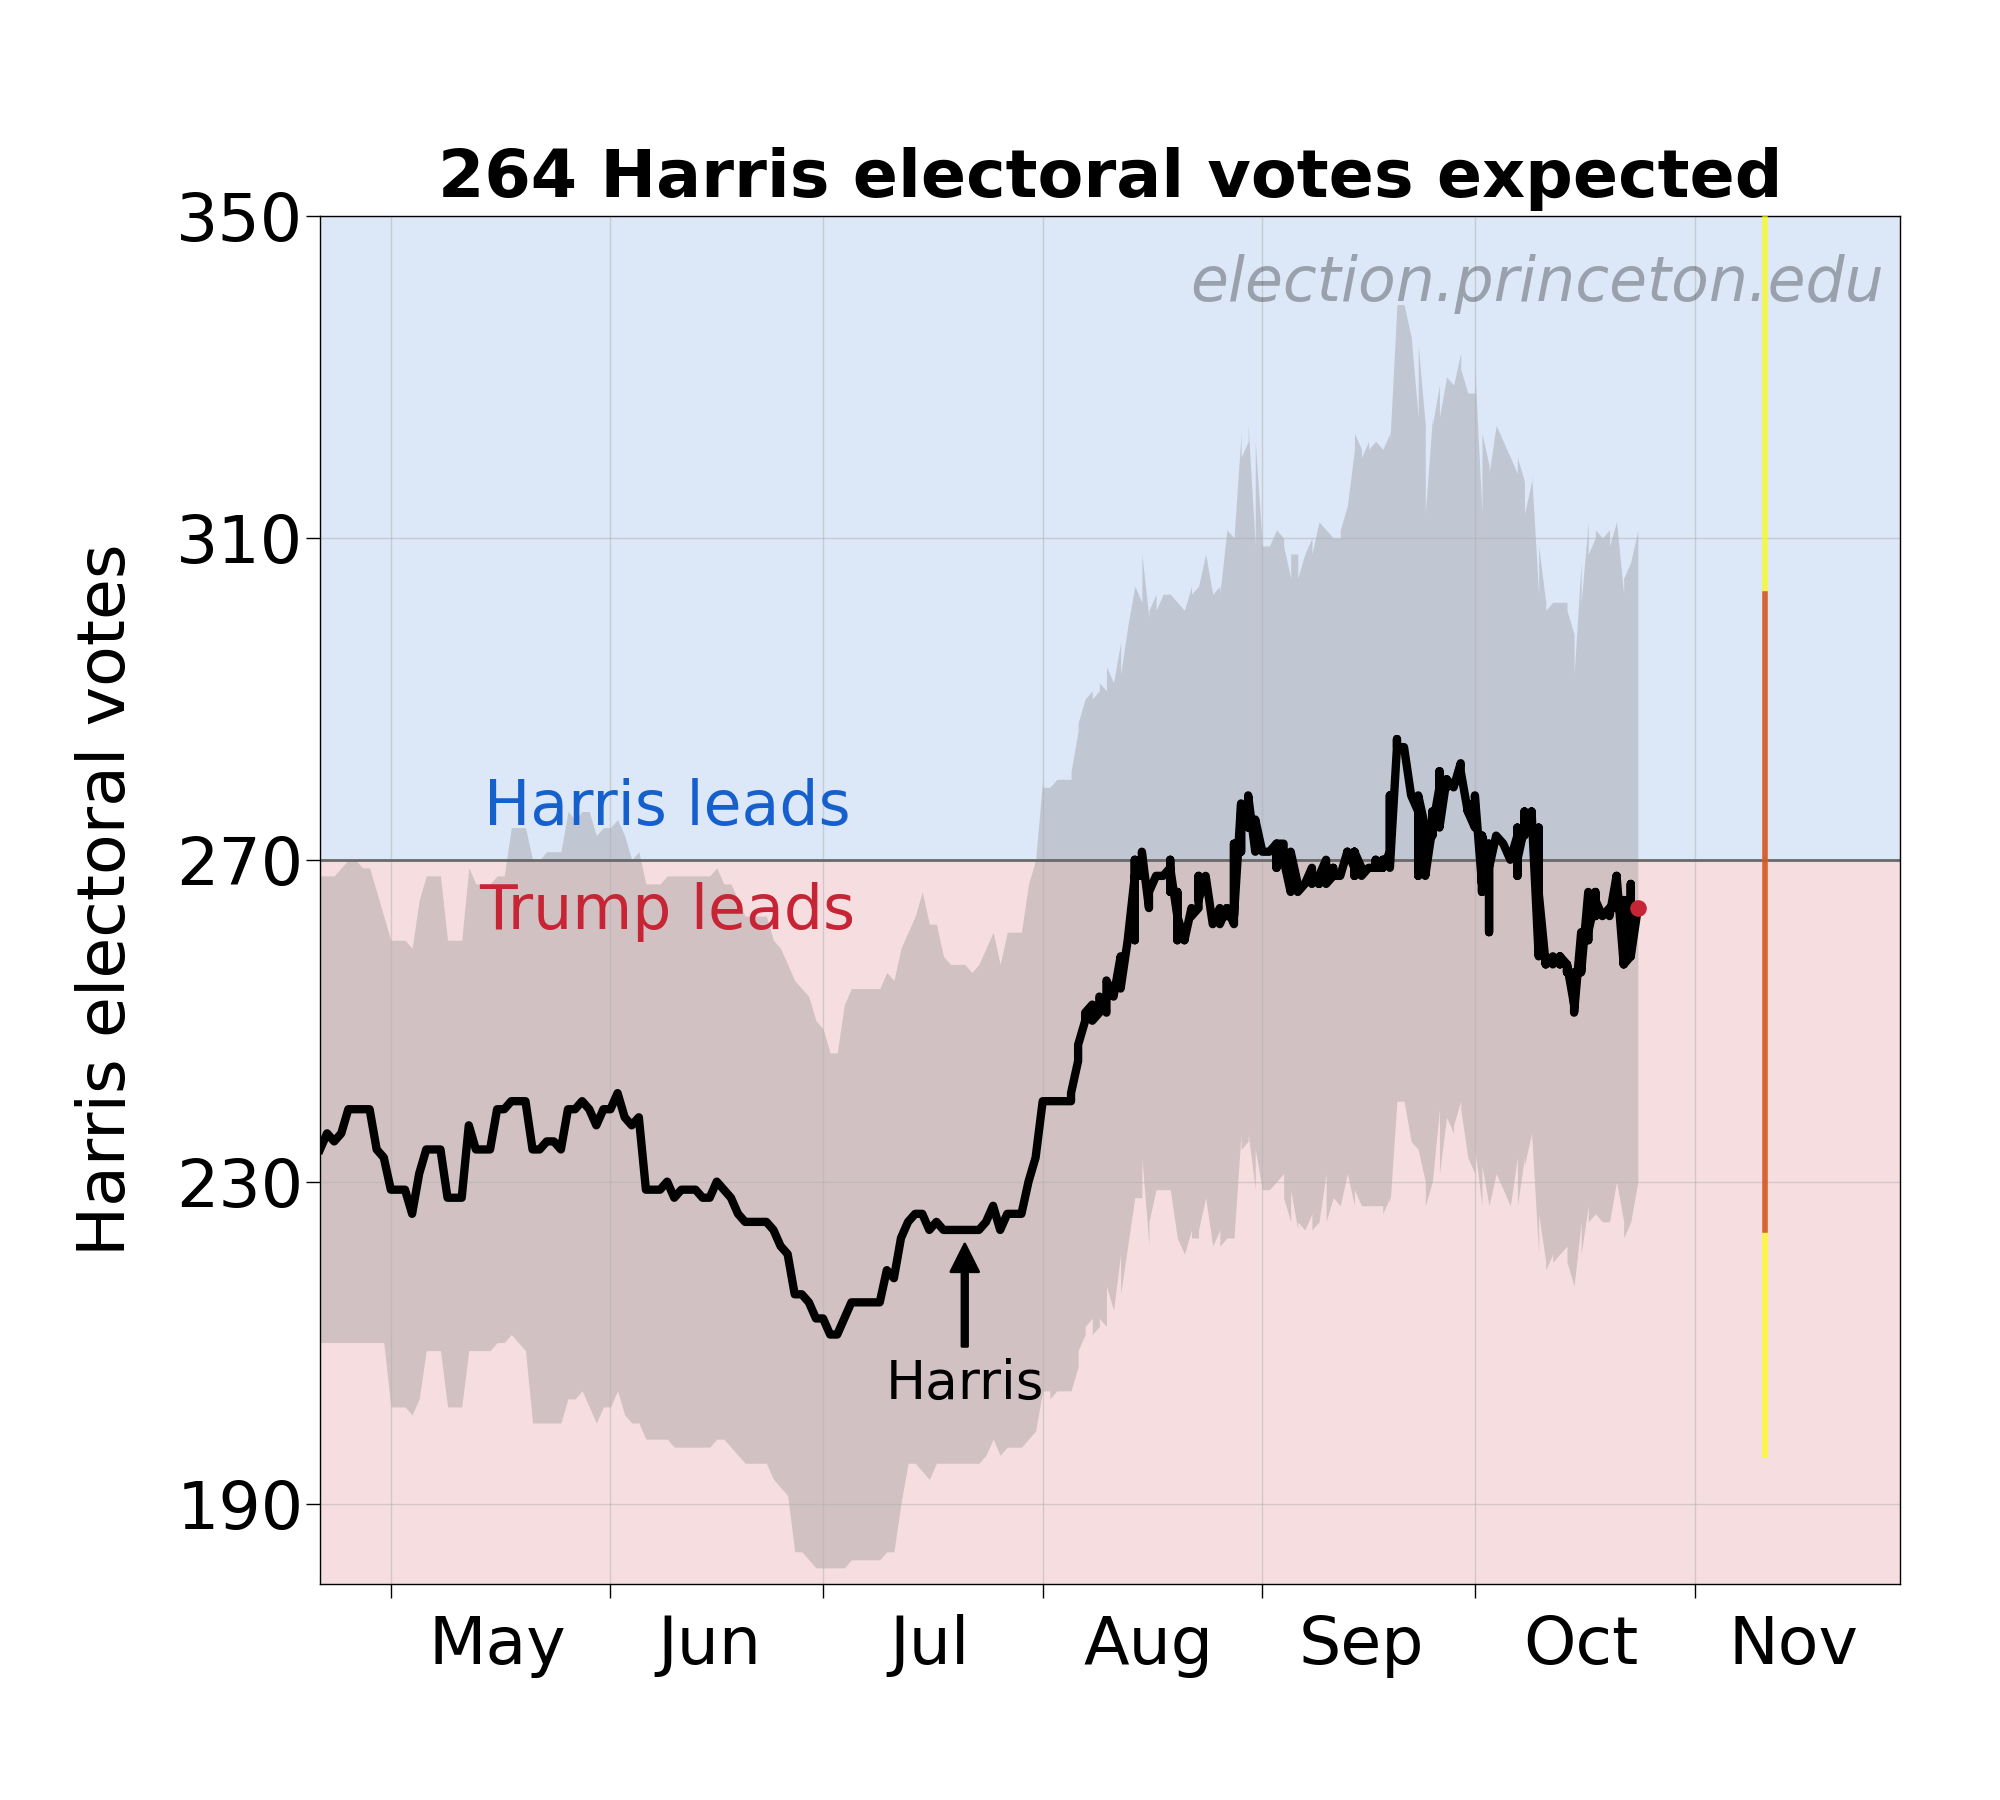 264 Harris electoral votes expected
election.princeton.edu
350
310
270
230
190
Harris electoral votes
Harris leads
Trump leads
Harris
May Jun Jul Aug Sep Oct Nov